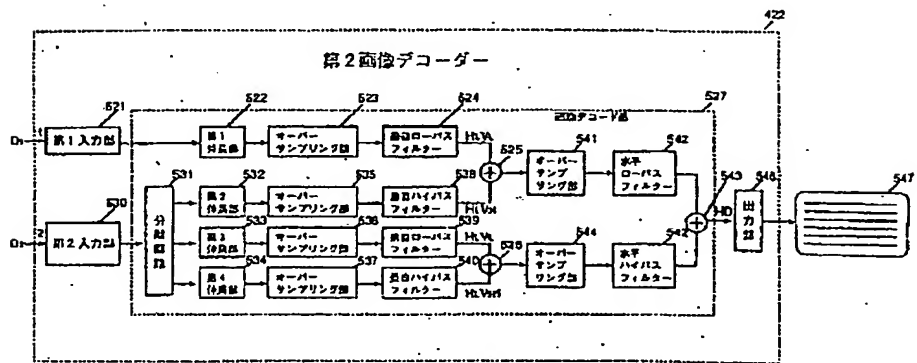 422
第2画像デコーダー
527
画像デコード部
521
第1入力部
522
第1伸長部
523
オーバーサンプリング部
524
垂直ローパスフィルター
HLVL
525
541
オーバーサンプリング部
542
水平ローパスフィルター
543
HD
546
出力部
547
D1
1
530
第2入力部
D2
2
531
分離回路
532
第2伸長部
535
オーバーサンプリング部
538
垂直ハイパスフィルター
533
第3伸長部
536
オーバーサンプリング部
539
垂直ローパスフィルター
526
544
オーバーサンプリング部
水平ハイパスフィルター
534
第4伸長部
537
オーバーサンプリング部
540
垂直ハイパスフィルター